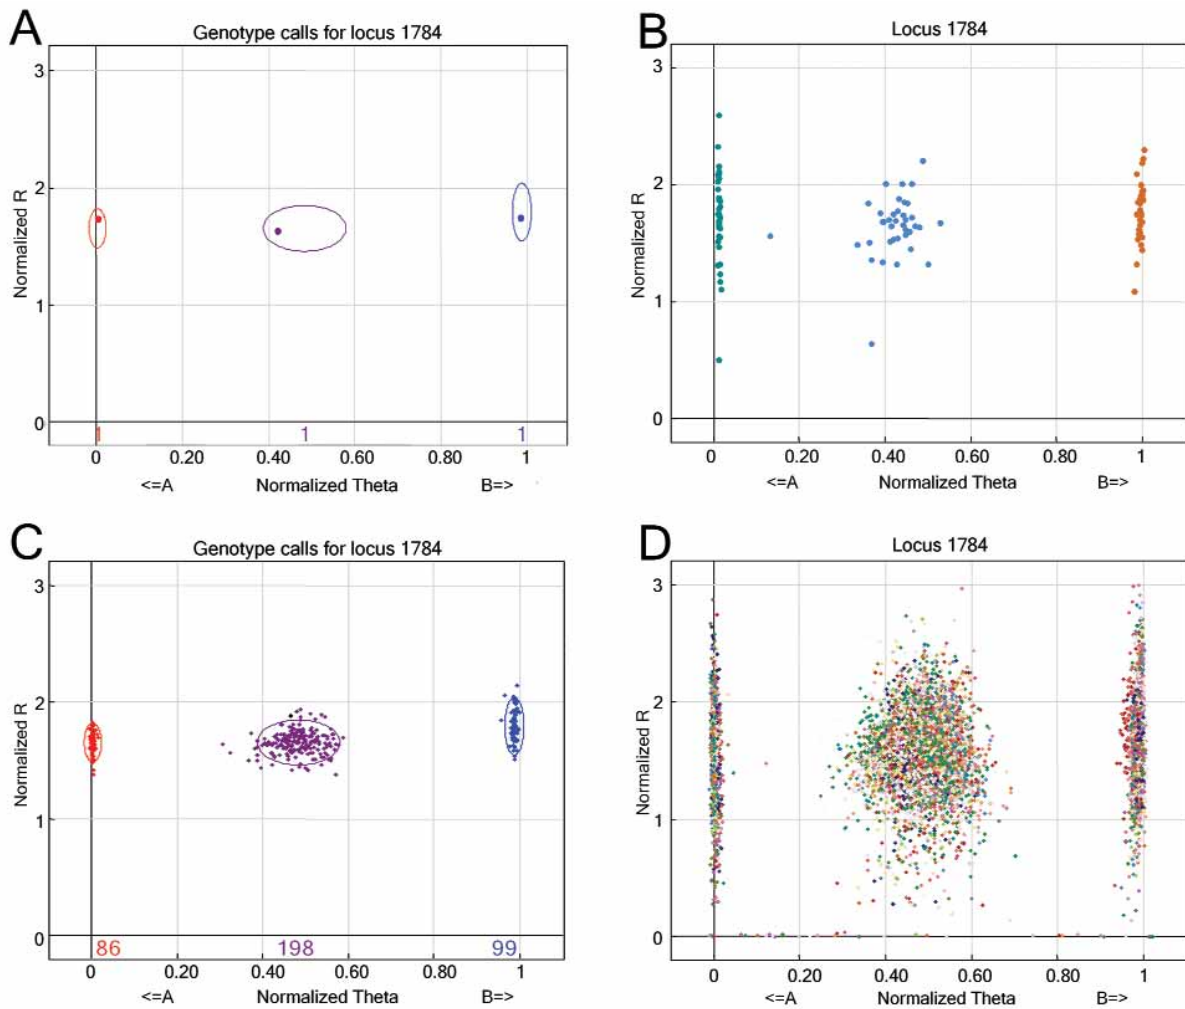 A
Genotype calls for locus 1784
3
2
1
0
Normalized R
1 1 1
0 0.20 0.40 0.60 0.80 1
<=A Normalized Theta B=>
B
Locus 1784
3
2
1
0
Normalized R
0 0.20 0.40 0.60 0.80 1
<=A Normalized Theta B=>
C
Genotype calls for locus 1784
3
2
1
0
Normalized R
86 198 99
0 0.20 0.40 0.60 0.80 1
<=A Normalized Theta B=>
D
Locus 1784
3
2
1
0
Normalized R
0 0.20 0.40 0.60 0.80 1
<=A Normalized Theta B=>